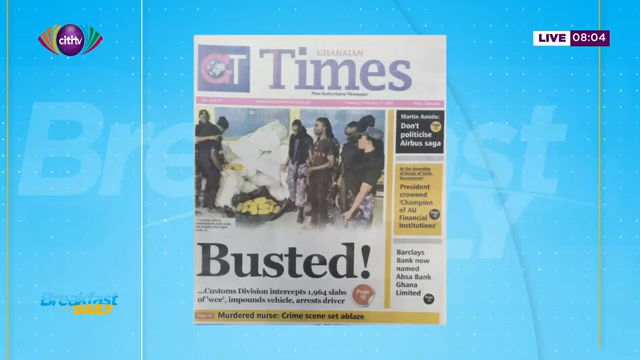 citi tv
LIVE 08:04
GHANAIAN
GT Times
Most Authoritative Newspaper
Martin Amidu:
Don't
politicise
Airbus saga
President
crowned
'Champion
of AU
Financial
Institutions'
Barclays
Bank now
named
Absa Bank
Ghana
Limited
Busted!
...Customs Division intercepts 1,964 slabs
of 'wee', impounds vehicle, arrests driver
Page
16
Murdered nurse: Crime scene set ablaze
Breakfast
DAILY
Breakfast
DAILY